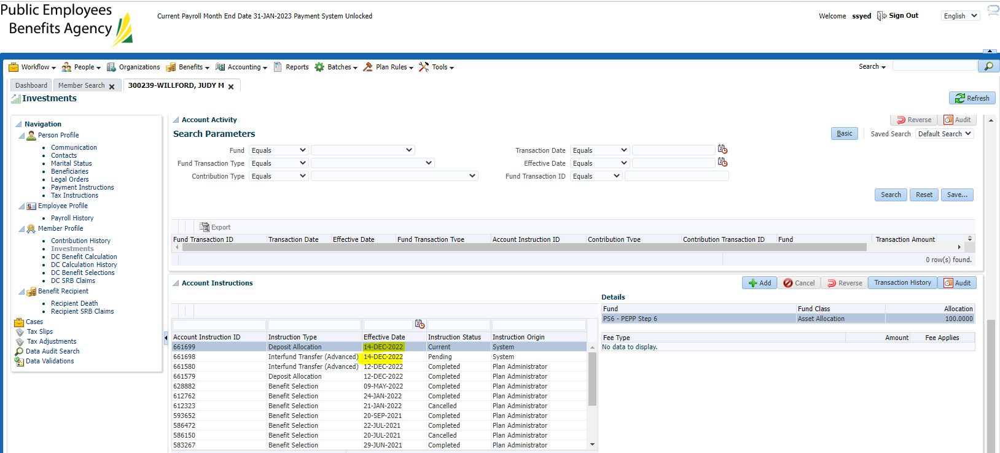 Public Employees
Benefits Agency
Current Payroll Month End Date 31-JAN-2023 Payment System Unlocked
Welcome ssyed Sign Out English
Workflow People Organizations Benefits Accounting Reports Batches Plan Rules Tools Search
Dashboard Member Search 300239-WILLFORD, JUDY M
Investments Refresh
Navigation
Person Profile
Communication
Contacts
Marital Status
Beneficiaries
Legal Orders
Payment Instructions
Tax Instructions
Employee Profile
Payroll History
Member Profile
Contribution History
Investments
DC Benefit Calculation
DC Calculation History
DC Benefit Selections
DC SRB Claims
Benefit Recipient
Recipient Death
Recipient SRB Claims
Cases
Tax Slips
Tax Adjustments
Data Audit Search
Data Validations
Account Activity Reverse Audit
Search Parameters Basic Saved Search Default Search
Fund Equals Transaction Date Equals
Fund Transaction Type Equals Effective Date Equals
Contribution Type Equals Fund Transaction ID Equals
Search Reset Save...
Export
Fund Transaction ID Transaction Date Effective Date Fund Transaction Type Account Instruction ID Contribution Type Contribution Transaction ID Fund Transaction Amount
0 row(s) found.
Account Instructions Add Cancel Reverse Transaction History Audit
Account Instruction ID Instruction Type Effective Date Instruction Status Instruction Origin
661699 Deposit Allocation 14-DEC-2022 Current System
661698 Interfund Transfer (Advanced) 14-DEC-2022 Pending System
661580 Interfund Transfer (Advanced) 12-DEC-2022 Completed Plan Administrator
661579 Deposit Allocation 12-DEC-2022 Completed Plan Administrator
628882 Benefit Selection 09-MAY-2022 Completed Plan Administrator
612762 Benefit Selection 24-JAN-2022 Completed Plan Administrator
612323 Benefit Selection 21-JAN-2022 Cancelled Plan Administrator
593652 Benefit Selection 20-SEP-2021 Completed Plan Administrator
586472 Benefit Selection 22-JUL-2021 Completed Plan Administrator
586150 Benefit Selection 20-JUL-2021 Cancelled Plan Administrator
583267 Benefit Selection 29-JUN-2021 Completed Plan Administrator
Details
Fund Fund Class Allocation
PS6 - PEPP Step 6 Asset Allocation 100.0000
Fee Type Amount Fee Applies
No data to display.